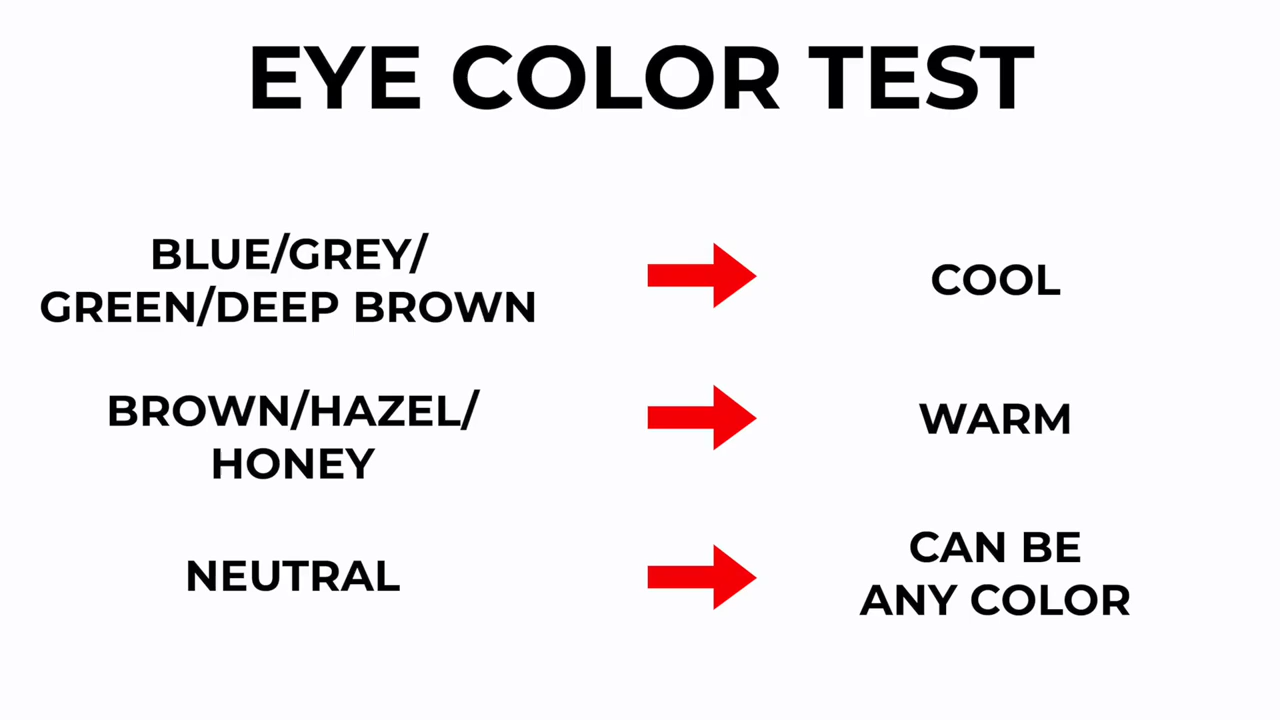 EYE COLOR TEST
BLUE/GREY/
GREEN/DEEP BROWN
COOL
BROWN/HAZEL/
HONEY
WARM
NEUTRAL
CAN BE
ANY COLOR